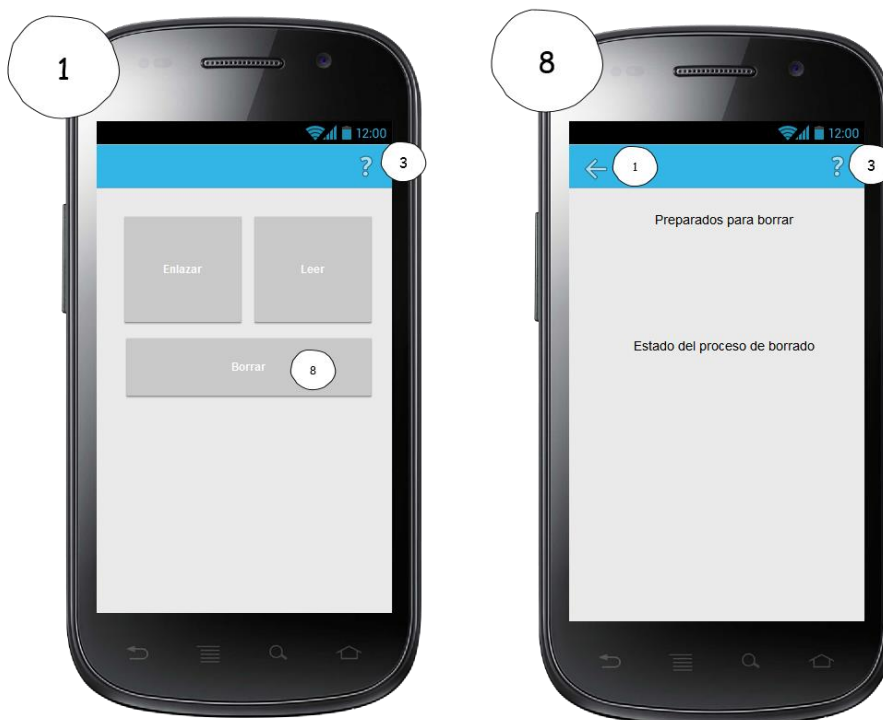 1
12:00
? 3
Enlazar Leer
Borrar 8
8
12:00
1 ? 3
Preparados para borrar
Estado del proceso de borrado